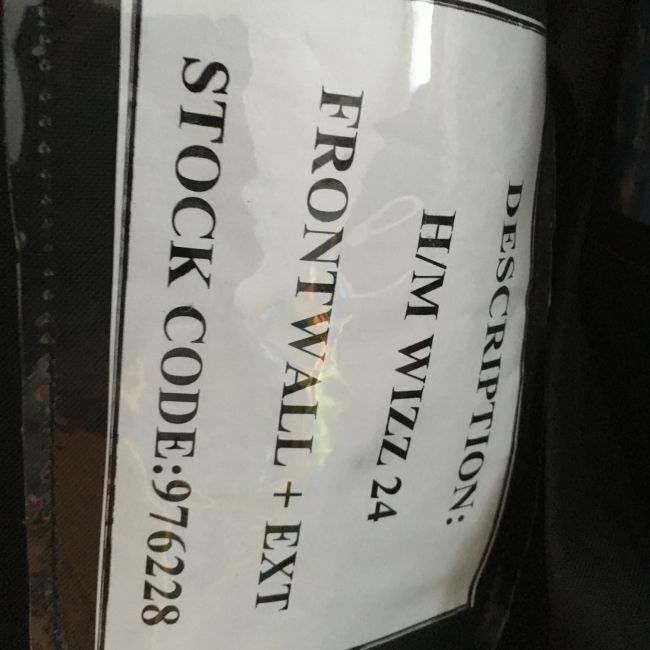 DESCRIPTION:
H/M WIZZ 24
FRONTWALL + EXT
STOCK CODE:976228